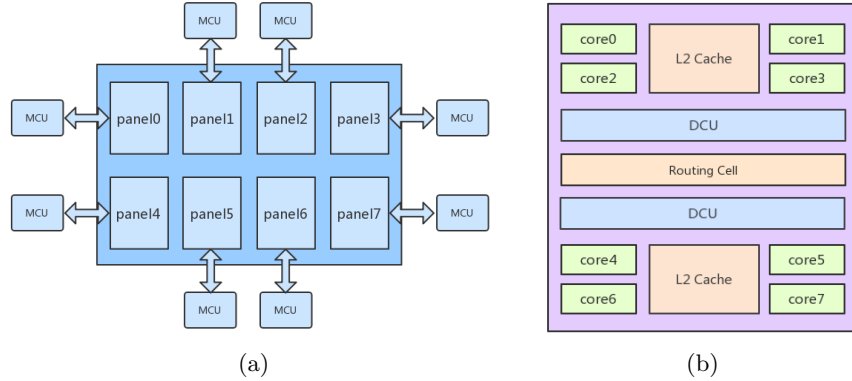 MCU MCU
MCU panel0 panel1 panel2 panel3 MCU
MCU panel4 panel5 panel6 panel7 MCU
MCU MCU
(a)
core0 L2 Cache core1
core2 core3
DCU
Routing Cell
DCU
core4 L2 Cache core5
core6 core7
(b)